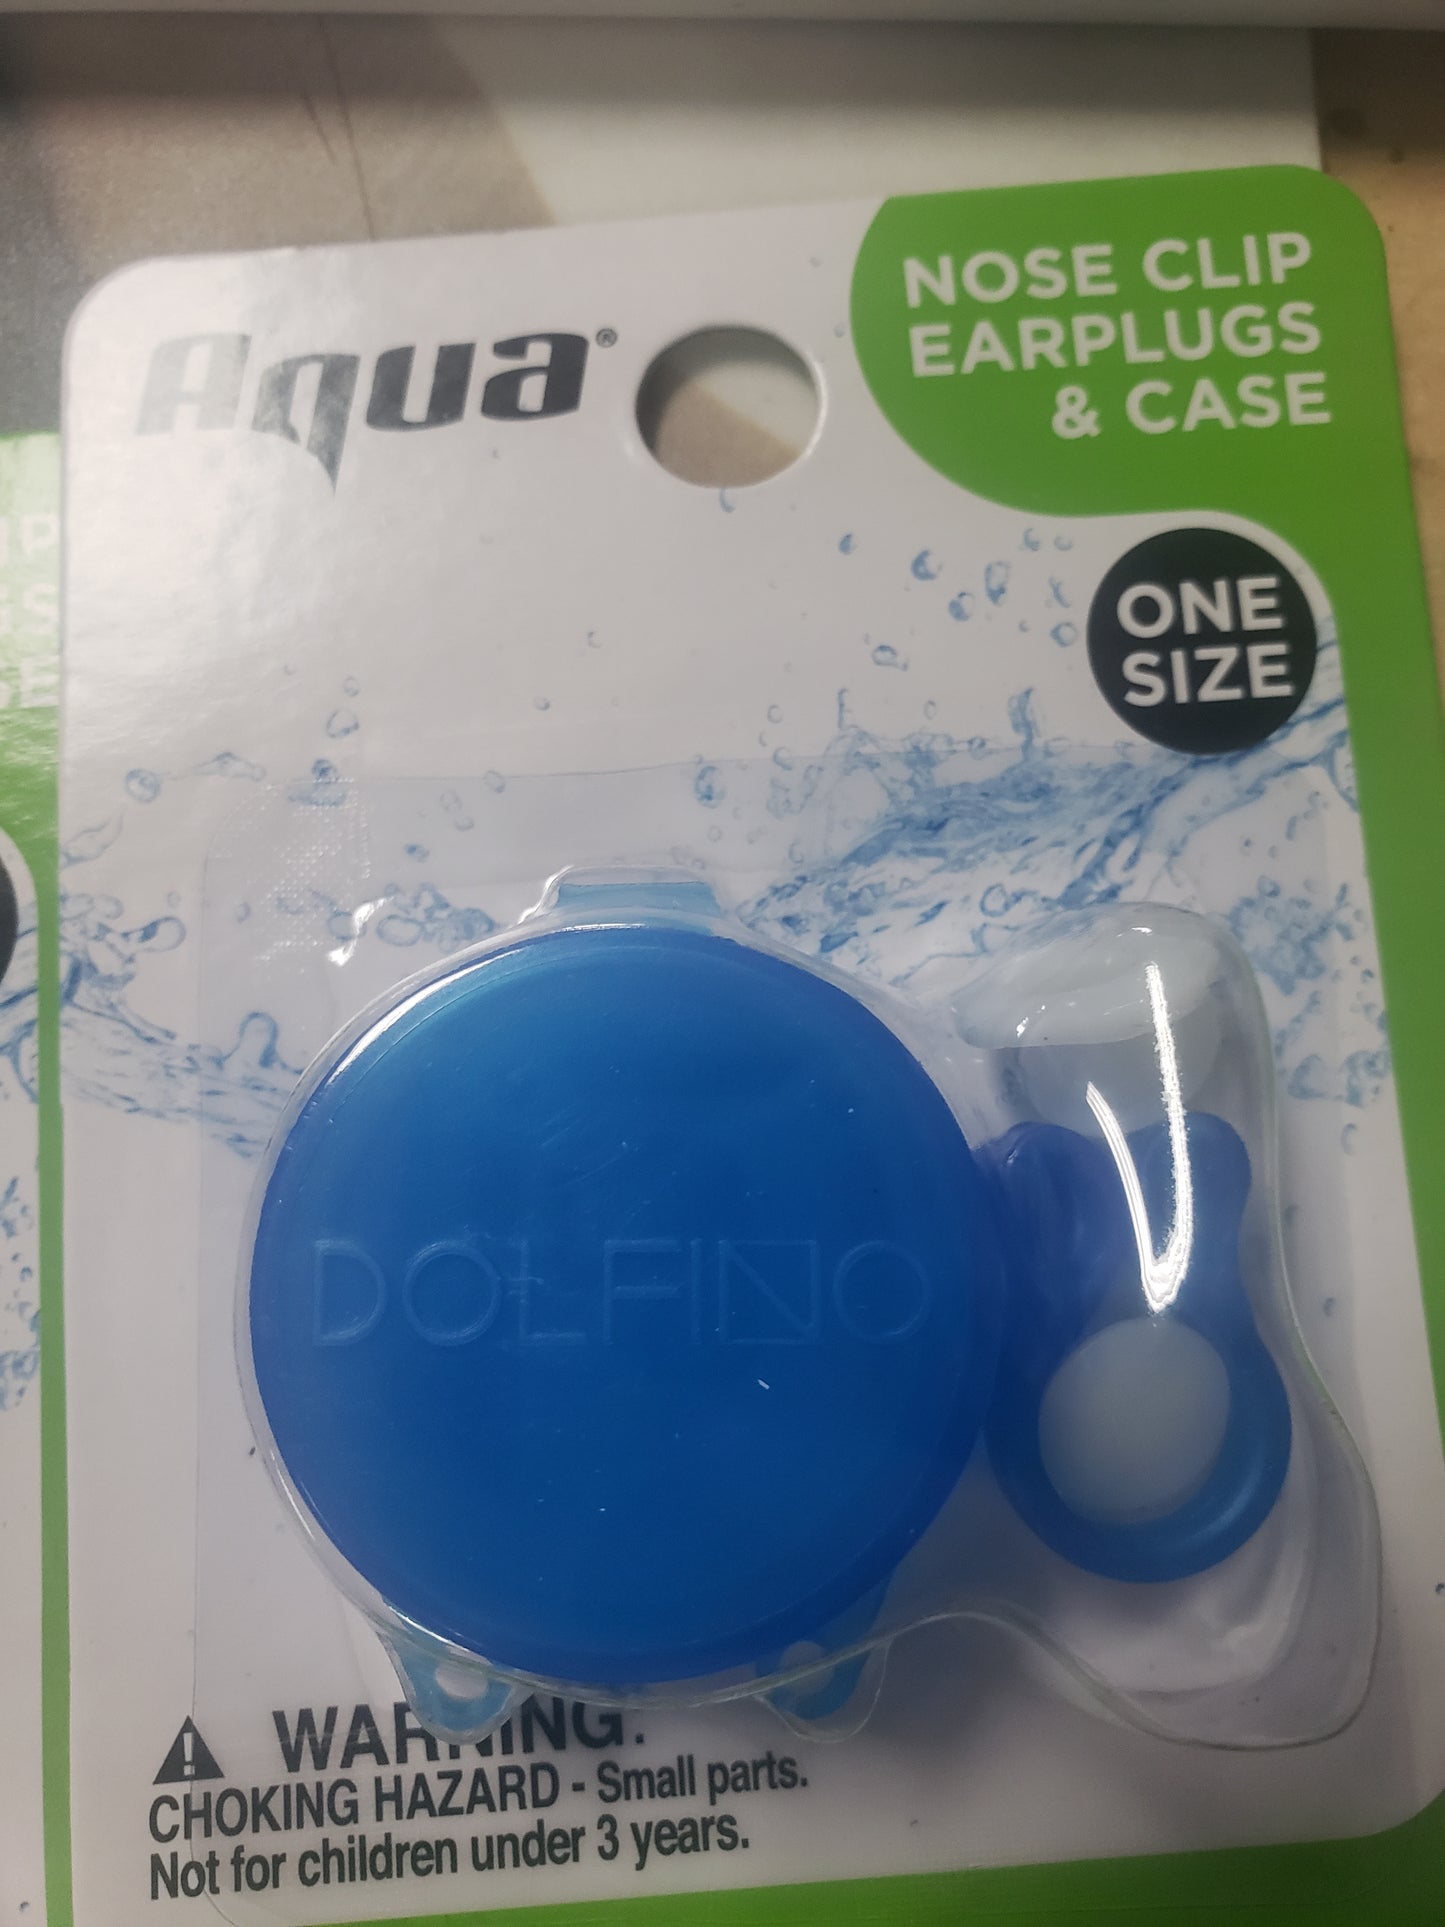 Aqua®
NOSE CLIP
EARPLUGS
& CASE
ONE
SIZE
DOLFINO
WARNING:
CHOKING HAZARD - Small parts.
Not for children under 3 years.